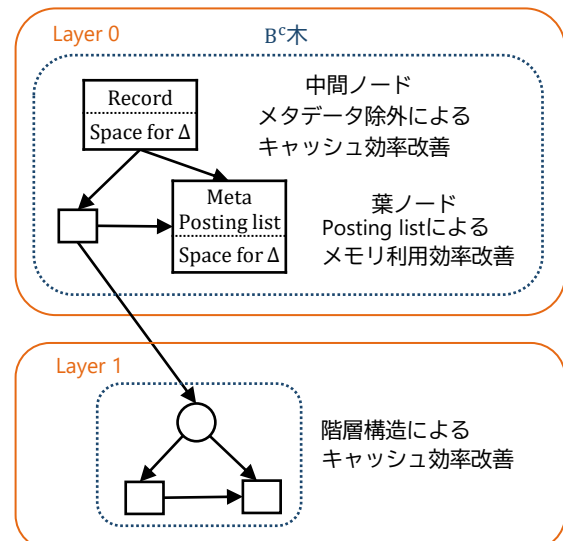 Layer 0
Bᶜ木
Record
Space for Δ
中間ノード
メタデータ除外による
キャッシュ効率改善
Meta
Posting list
Space for Δ
葉ノード
Posting listによる
メモリ利用効率改善
Layer 1
階層構造による
キャッシュ効率改善